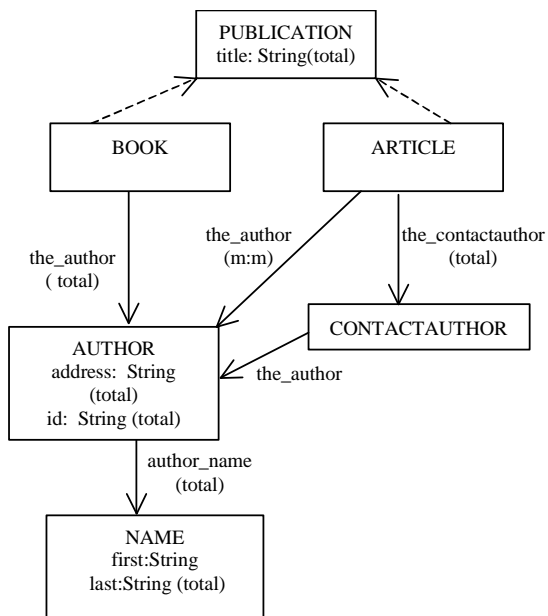 PUBLICATION
title: String(total)
BOOK
ARTICLE
the_author
( total)
the_author
(m:m)
the_contactauthor
(total)
CONTACTAUTHOR
AUTHOR
address:  String
(total)
id:  String (total)
the_author
author_name
(total)
NAME
first:String
last:String (total)